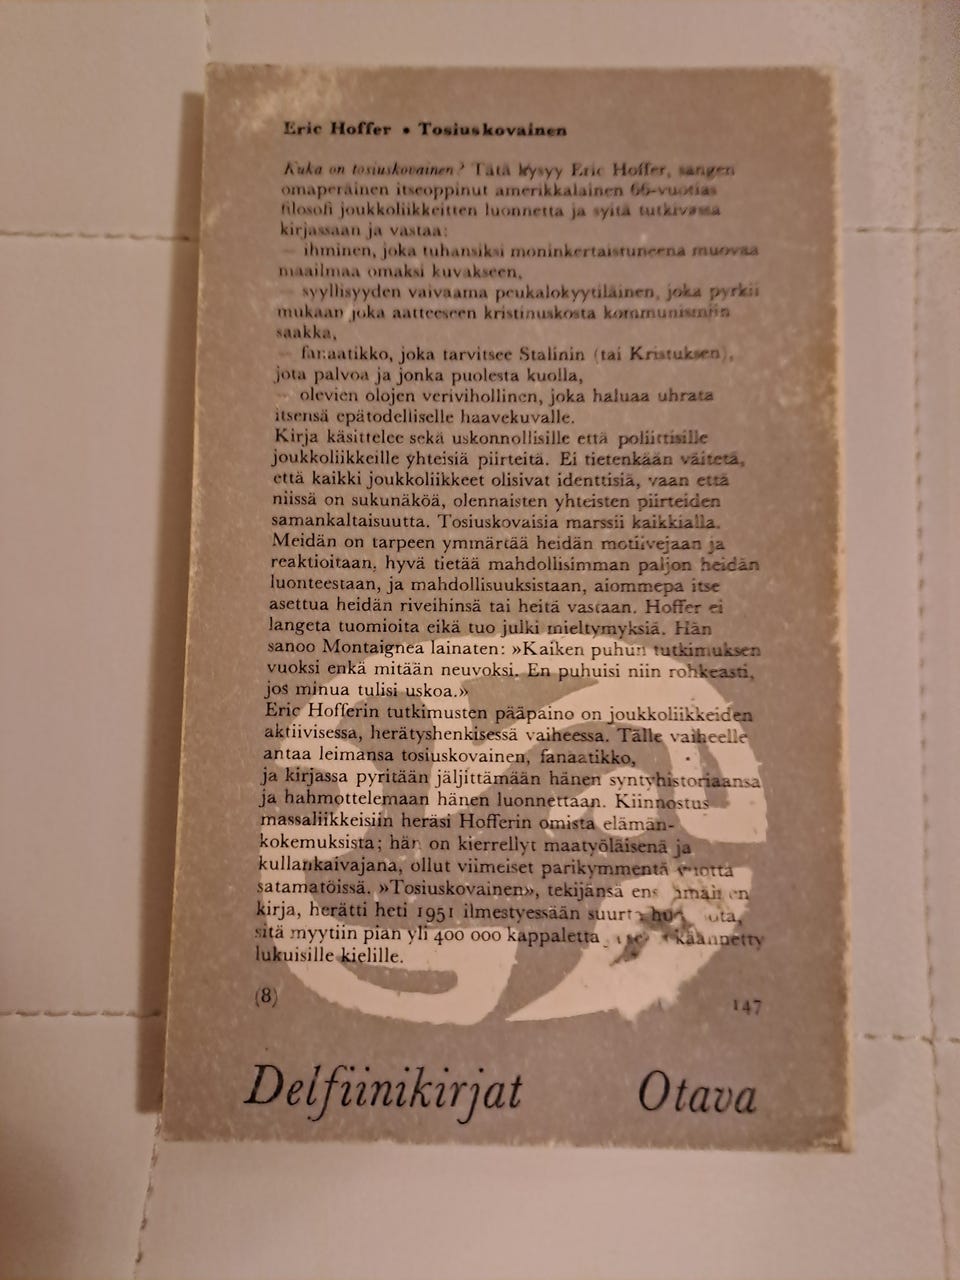 Eric Hoffer • Tosiuskovainen
Kuka on tosiuskovainen? Tätä kysyy Eric Hoffer, sangen
omaperäinen itseoppinut amerikkalainen 66-vuotias
filosofi joukkoliikkeitten luonnetta ja syitä tutkivassa
kirjassaan ja vastaa:
– ihminen, joka tuhansiksi moninkertaistuneena muovaa
maailmaa omaksi kuvakseen,
– syyllisyyden vaivaama peukalokyytiläinen, joka pyrkii
mukaan joka aatteeseen kristinuskosta kommunismiin
saakka,
– fanaatikko, joka tarvitsee Stalinin (tai Kristuksen),
jota palvoa ja jonka puolesta kuolla,
– olevien olojen verivihollinen, joka haluaa uhrata
itsensä epätodelliselle haavekuvalle.
Kirja käsittelee sekä uskonnollisille että poliittisille
joukkoliikkeille yhteisiä piirteitä. Ei tietenkään väitetä,
että kaikki joukkoliikkeet olisivat identtisiä, vaan että
niissä on sukunäköä, olennaisten yhteisten piirteiden
samankaltaisuutta. Tosiuskovaisia marssii kaikkialla.
Meidän on tarpeen ymmärtää heidän motiivejaan ja
reaktioitaan, hyvä tietää mahdollisimman paljon heidän
luonteestaan, ja mahdollisuuksistaan, aiommepa itse
asettua heidän riveihinsä tai heitä vastaan. Hoffer ei
langeta tuomioita eikä tuo julki mieltymyksiä. Hän
sanoo Montaignea lainaten: »Kaiken puhun tutkimuksen
vuoksi enkä mitään neuvoksi. En puhuisi niin rohkeasti,
jos minua tulisi uskoa.»
Eric Hofferin tutkimusten pääpaino on joukkoliikkeiden
aktiivisessa, herätyshenkisessä vaiheessa. Tälle vaiheelle
antaa leimansa tosiuskovainen, fanaatikko,
ja kirjassa pyritään jäljittämään hänen syntyhistoriaansa
ja hahmottelemaan hänen luonnettaan. Kiinnostus
massaliikkeisiin heräsi Hofferin omista elämän-
kokemuksista; hän on kierrellyt maatyöläisenä ja
kullankaivajana, ollut viimeiset parikymmentä vuotta
satamatöissä. »Tosiuskovainen», tekijänsä
kirja, herätti heti 1951 ilmestyessään suurta
sitä myytiin pian yli 400 000 kappaletta käännetty
lukuisille kielille.
(8)
147
Delfiinikirjat Otava